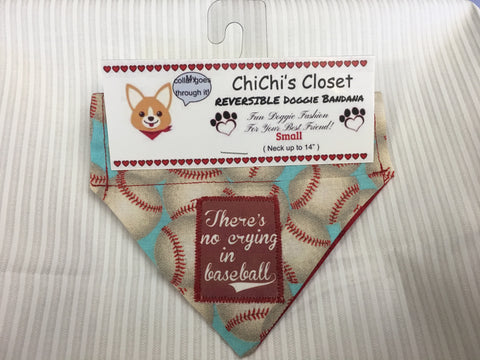 My
collar goes
through it!
ChiChi's Closet
REVERSIBLE DOGGIE BANDANA
Fun Doggie Fashion
For Your Best Friend!
Small
( Neck up to 14" )
There's
no crying
in
baseball